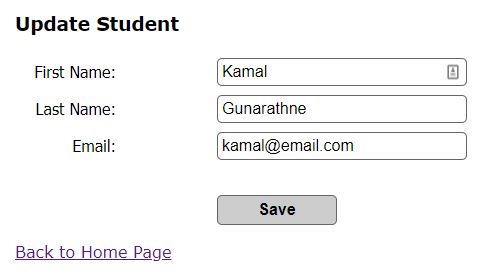 Update Student
First Name: Kamal
Last Name: Gunarathne
Email: kamal@email.com
Save
Back to Home Page